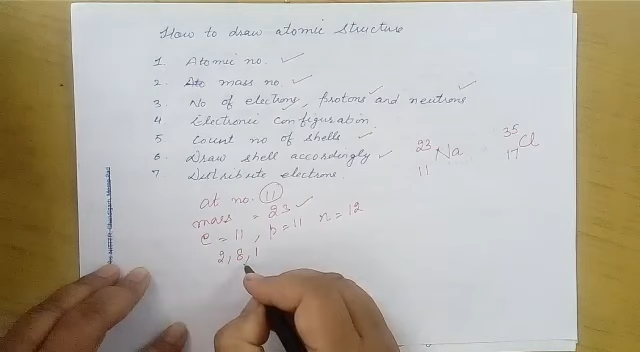 How to draw atomic structure
1. Atomic no. ✓
2. mass no. ✓
3. No of electrons, protons and neutrons
4 Electronic configuration
5 Count no of shells ✓
6. Draw shell accordingly ✓
7 Distribute electrons.
23
11 Na
35
17 Cl
at no. 11
mass = 23 ✓
e = 11, p = 11 n = 12
2, 8, 1